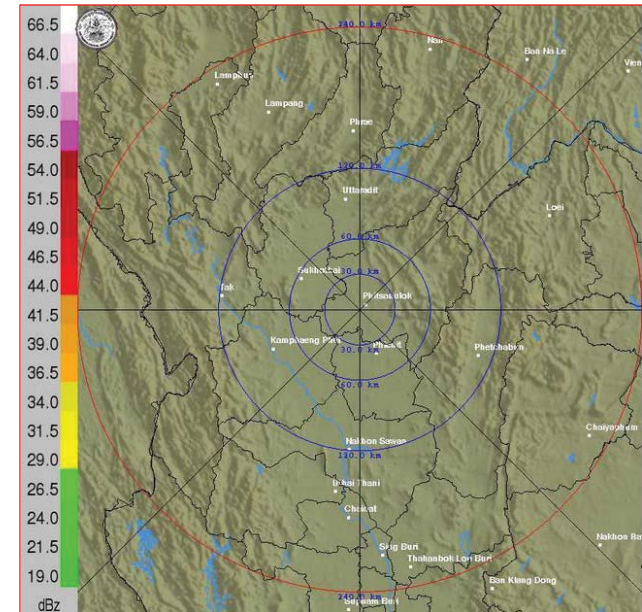 66.5
64.0
61.5
59.0
56.5
54.0
51.5
49.0
46.5
44.0
41.5
39.0
36.5
34.0
31.5
29.0
26.5
24.0
21.5
19.0
dBz
240.0 km
Nan
Ban Na Le
Vien
Lamphun
Lampang
Phrae
120.0 km
Uttaradit
Loei
60.0 km
Sukhothai
30.0 km
Tak
Phitsanulok
Kamphaeng Phet
Phichit
30.0 km
Phetchabun
60.0 km
Chaiyaphum
Nakhon Sawan
120.0 km
Uthai Thani
Chainat
Nakhon Ra
Sing Buri
Thahanbok Lop Buri
Ban Klang Dong
240.0 km
Suphan Buri